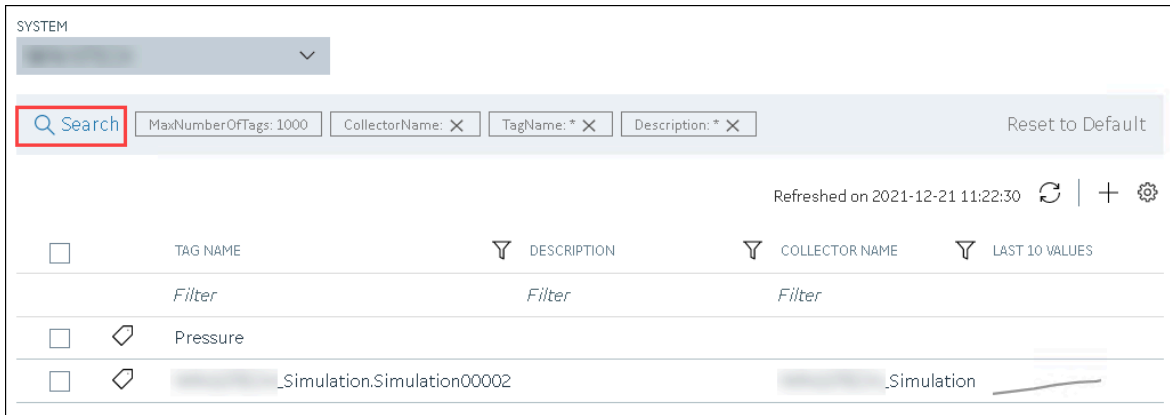 SYSTEM
Search MaxNumberOfTags: 1000 CollectorName: TagName: * Description: * Reset to Default
Refreshed on 2021-12-21 11:22:30
TAG NAME DESCRIPTION COLLECTOR NAME LAST 10 VALUES
Filter Filter Filter
Pressure
_Simulation.Simulation00002 _Simulation